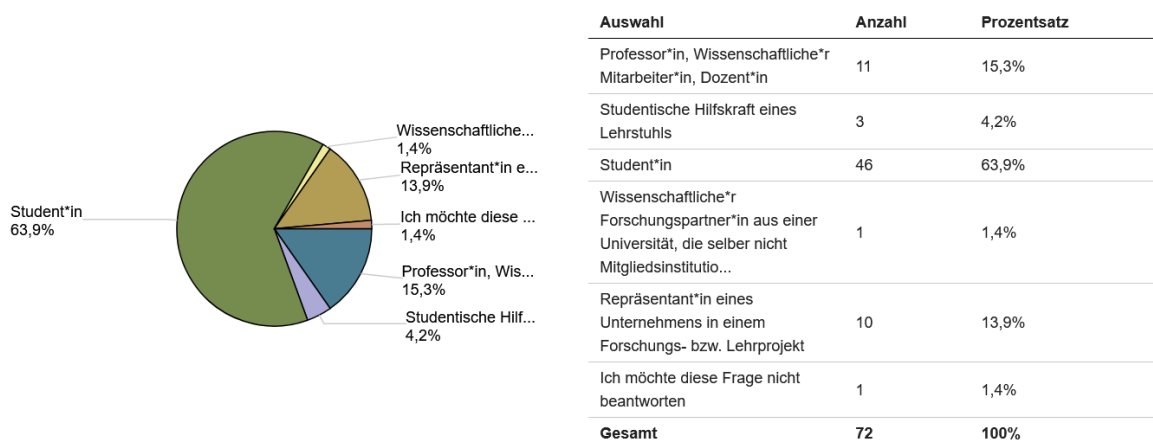 Student*in
63,9%
Wissenschaftliche...
1,4%
Repräsentant*in e...
13,9%
Ich möchte diese ...
1,4%
Professor*in, Wis...
15,3%
Studentische Hilf...
4,2%
Auswahl Anzahl Prozentsatz
Professor*in, Wissenschaftliche*r
Mitarbeiter*in, Dozent*in
11 15,3%
Studentische Hilfskraft eines
Lehrstuhls
3 4,2%
Student*in 46 63,9%
Wissenschaftliche*r
Forschungspartner*in aus einer
Universität, die selber nicht
Mitgliedsinstitutio...
1 1,4%
Repräsentant*in eines
Unternehmens in einem
Forschungs- bzw. Lehrprojekt
10 13,9%
Ich möchte diese Frage nicht
beantworten
1 1,4%
Gesamt 72 100%